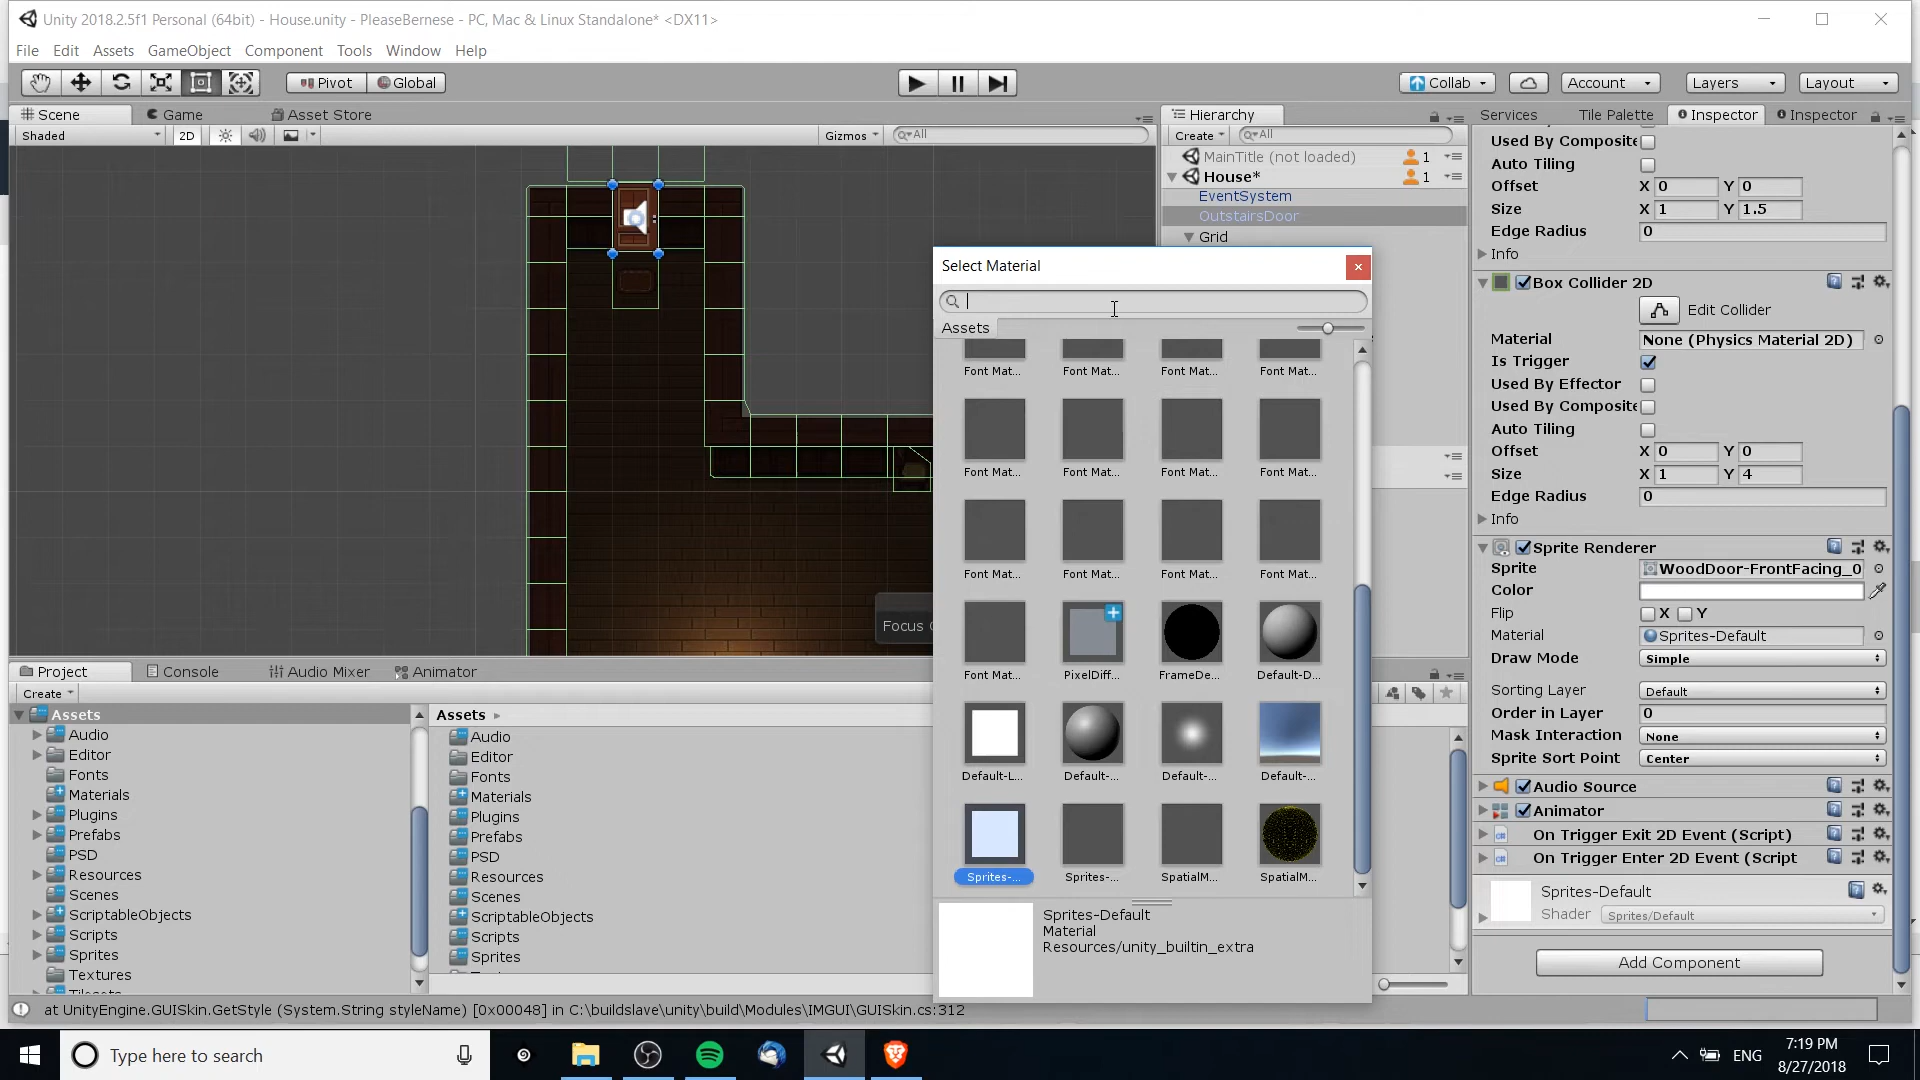 Unity 2018.2.5f1 Personal (64bit) - House.unity - PleaseBernese - PC, Mac & Linux Standalone* <DX11>
File Edit Assets GameObject Component Tools Window Help
Pivot Global Collab Account Layers Layout
Scene Game Asset Store Hierarchy Services Tile Palette Inspector Inspector
Shaded 2D Gizmos All Create All
MainTitle (not loaded) 1
House* 1
EventSystem
OutstairsDoor
Grid
Used By Composite
Auto Tiling
Offset X 0 Y 0
Size X 1 Y 1.5
Edge Radius 0
Info
Box Collider 2D
Edit Collider
Material None (Physics Material 2D)
Is Trigger
Used By Effector
Used By Composite
Auto Tiling
Offset X 0 Y 0
Size X 1 Y 4
Edge Radius 0
Info
Sprite Renderer
Sprite WoodDoor-FrontFacing_0
Color
Flip X Y
Material Sprites-Default
Draw Mode Simple
Sorting Layer Default
Order in Layer 0
Mask Interaction None
Sprite Sort Point Center
Audio Source
Animator
On Trigger Exit 2D Event (Script)
On Trigger Enter 2D Event (Script
Sprites-Default
Shader Sprites/Default
Add Component
Select Material
Assets
Font Mat... Font Mat... Font Mat... Font Mat...
Font Mat... Font Mat... Font Mat... Font Mat...
Font Mat... Font Mat... Font Mat... Font Mat...
Font Mat... PixelDiff... FrameDe... Default-D...
Default-L... Default-... Default-... Default-...
Sprites-... Sprites-... SpatialM... SpatialM...
Sprites-Default
Material
Resources/unity_builtin_extra
Focus
Project Console Audio Mixer Animator
Create
Assets
Audio
Editor
Fonts
Materials
Plugins
Prefabs
PSD
Resources
Scenes
ScriptableObjects
Scripts
Sprites
Textures
Assets
Audio
Editor
Fonts
Materials
Plugins
Prefabs
PSD
Resources
Scenes
ScriptableObjects
Scripts
Sprites
at UnityEngine.GUISkin.GetStyle (System.String styleName) [0x00048] in C:\buildslave\unity\build\Modules\IMGUI\GUISkin.cs:312
Type here to search
ENG
7:19 PM
8/27/2018